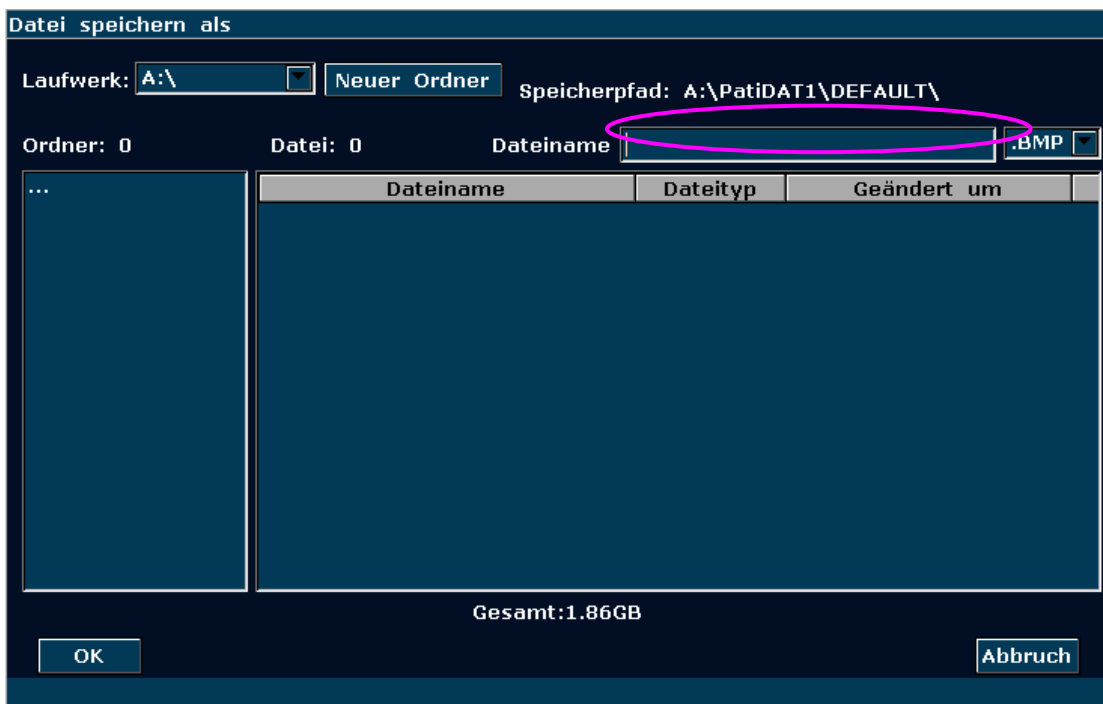 Datei speichern als
Laufwerk: A:\ Neuer Ordner Speicherpfad: A:\PatiDAT1\DEFAULT\
Ordner: 0 Datei: 0 Dateiname .BMP
... Dateiname Dateityp Geändert um
Gesamt:1.86GB
OK Abbruch